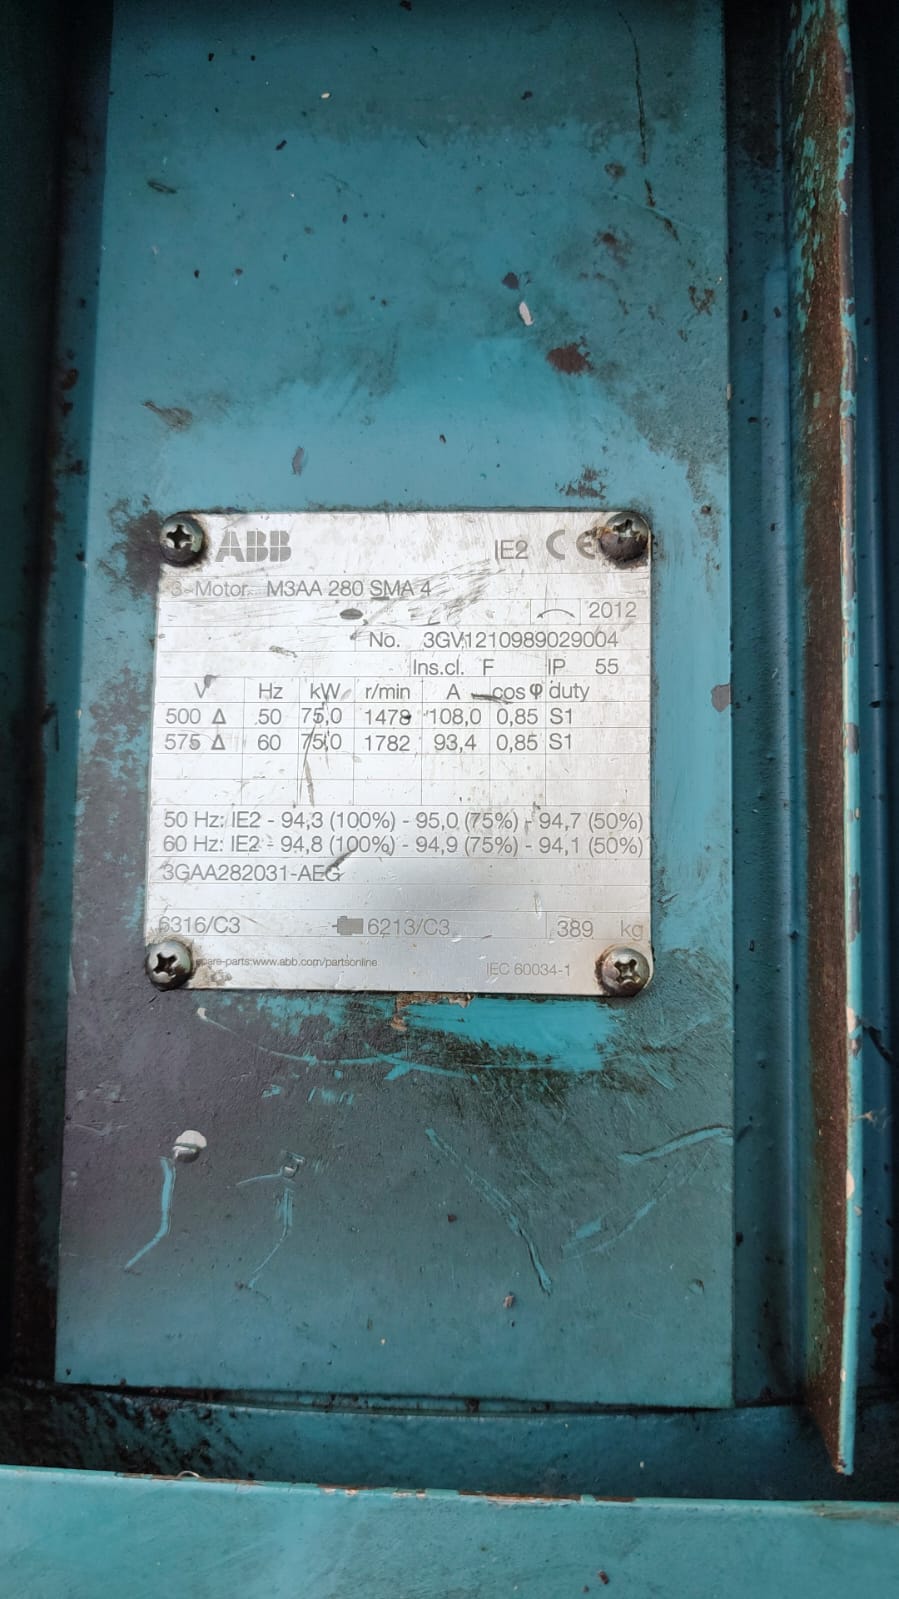 ABB IE2 CE
3~Motor M3AA 280 SMA 4
2012
No. 3GV1210989029004
Ins.cl. F IP 55
V Hz kW r/min A cos φ duty
500 Δ 50 75,0 1478 108,0 0,85 S1
575 Δ 60 75,0 1782 93,4 0,85 S1
50 Hz: IE2 - 94,3 (100%) - 95,0 (75%) - 94,7 (50%)
60 Hz: IE2 - 94,8 (100%) - 94,9 (75%) - 94,1 (50%)
3GAA282031-AEG
6316/C3 6213/C3 389 kg
spare-parts:www.abb.com/partsonline IEC 60034-1